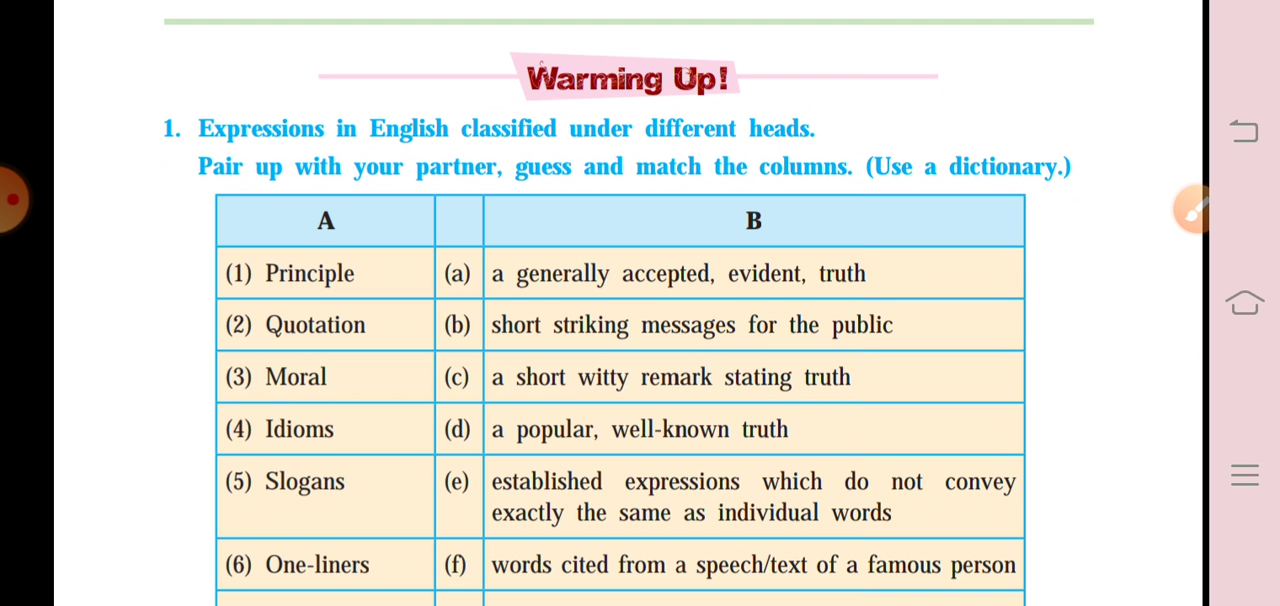 Warming Up!
1. Expressions in English classified under different heads.
Pair up with your partner, guess and match the columns. (Use a dictionary.)
A B
(1) Principle (a) a generally accepted, evident, truth
(2) Quotation (b) short striking messages for the public
(3) Moral (c) a short witty remark stating truth
(4) Idioms (d) a popular, well-known truth
(5) Slogans (e) established expressions which do not convey
exactly the same as individual words
(6) One-liners (f) words cited from a speech/text of a famous person